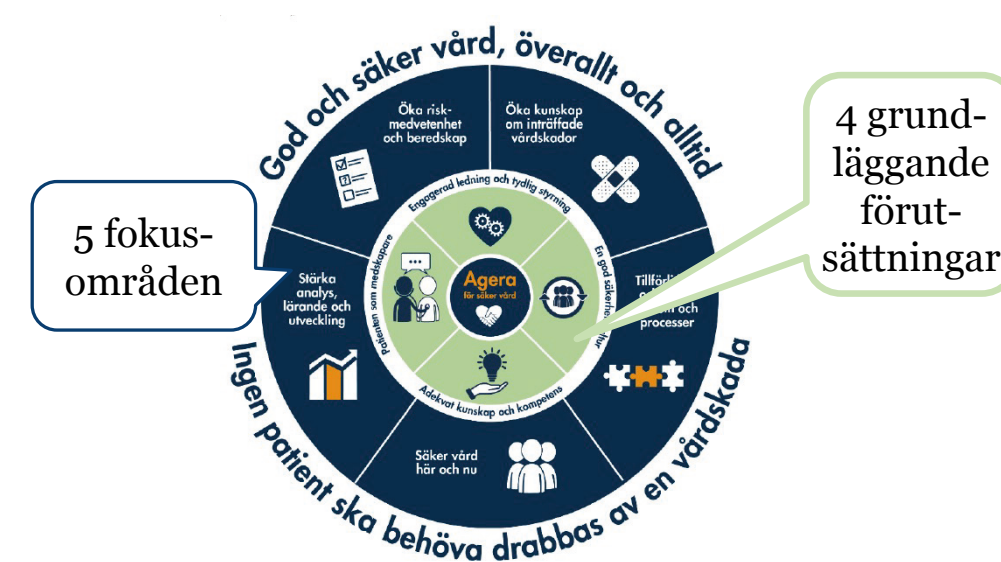 God och säker vård, överallt och alltid
Öka risk-
medvetenhet
och beredskap
Öka kunskap
om inträffade
vårdskador
4 grund-
läggande
förut-
sättningar
5 fokus-
områden
Engagerad ledning och tydlig styrning
Patienten som medskapare
En god
Agera
för säker vård
Stärka
analys,
lärande och
utveckling
och
processer
Adekvat kunskap och kompetens
Säker vård
här och nu
Ingen patient ska behöva drabbas av en vårdskada